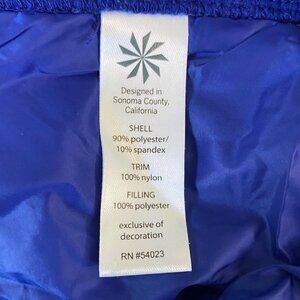 Designed in
Sonoma County,
California
SHELL
90% polyester/
10% spandex
TRIM
100% nylon
FILLING
100% polyester
exclusive of
decoration
RN #54023